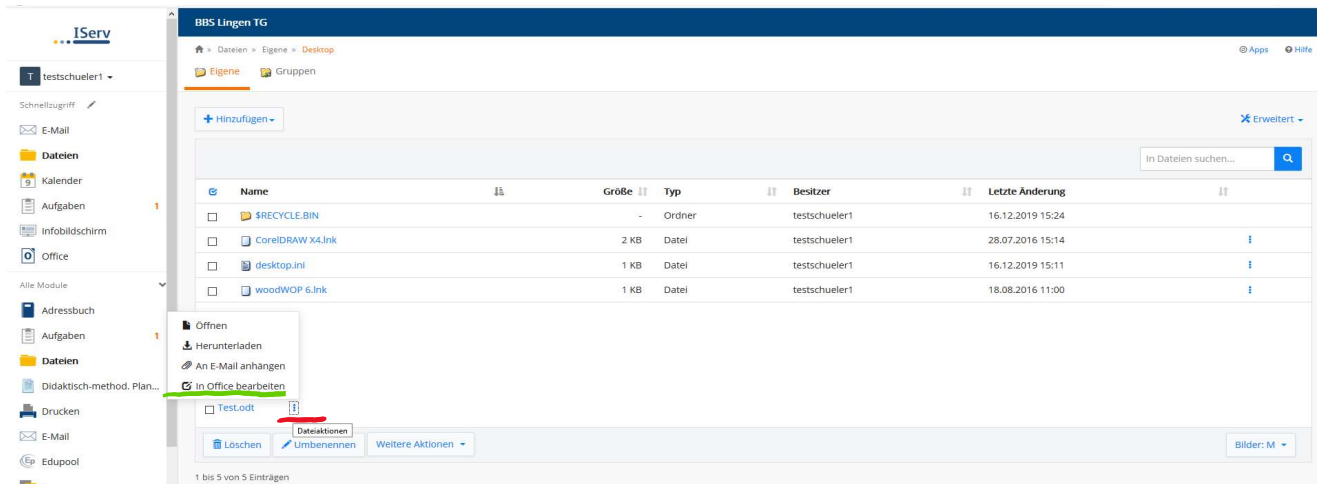 IServ
T testschueler1
Schnellzugriff
E-Mail
Dateien
9 Kalender
Aufgaben 1
Infobildschirm
Office
Alle Module
Adressbuch
Aufgaben 1
Dateien
Didaktisch-method. Plan...
Drucken
E-Mail
Ep Edupool
BBS Lingen TG
» Dateien » Eigene » Desktop
Apps Hilfe
Eigene Gruppen
+ Hinzufügen
Erweitert
In Dateien suchen...
Name Größe Typ Besitzer Letzte Änderung
$RECYCLE.BIN - Ordner testschueler1 16.12.2019 15:24
CorelDRAW X4.lnk 2 KB Datei testschueler1 28.07.2016 15:14
desktop.ini 1 KB Datei testschueler1 16.12.2019 15:11
woodWOP 6.lnk 1 KB Datei testschueler1 18.08.2016 11:00
Öffnen
Herunterladen
An E-Mail anhängen
In Office bearbeiten
Test.odt
Dateiaktionen
Löschen Umbenennen Weitere Aktionen Bilder: M
1 bis 5 von 5 Einträgen